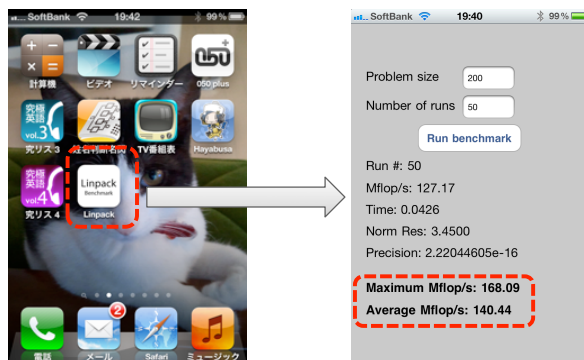 SoftBank 19:42 99%
計算機 ビデオ リマインダー 050 plus
050
究極英語 vol.3
究リス 3 TV番組表 Hayabusa
究極英語 vol.4
Linpack
Benchmark
究リス 4 Linpack
2
電話 メール Safari ミュージック
SoftBank 19:40 99%
Problem size 200
Number of runs 50
Run benchmark
Run #: 50
Mflop/s: 127.17
Time: 0.0426
Norm Res: 3.4500
Precision: 2.22044605e-16
Maximum Mflop/s: 168.09
Average Mflop/s: 140.44